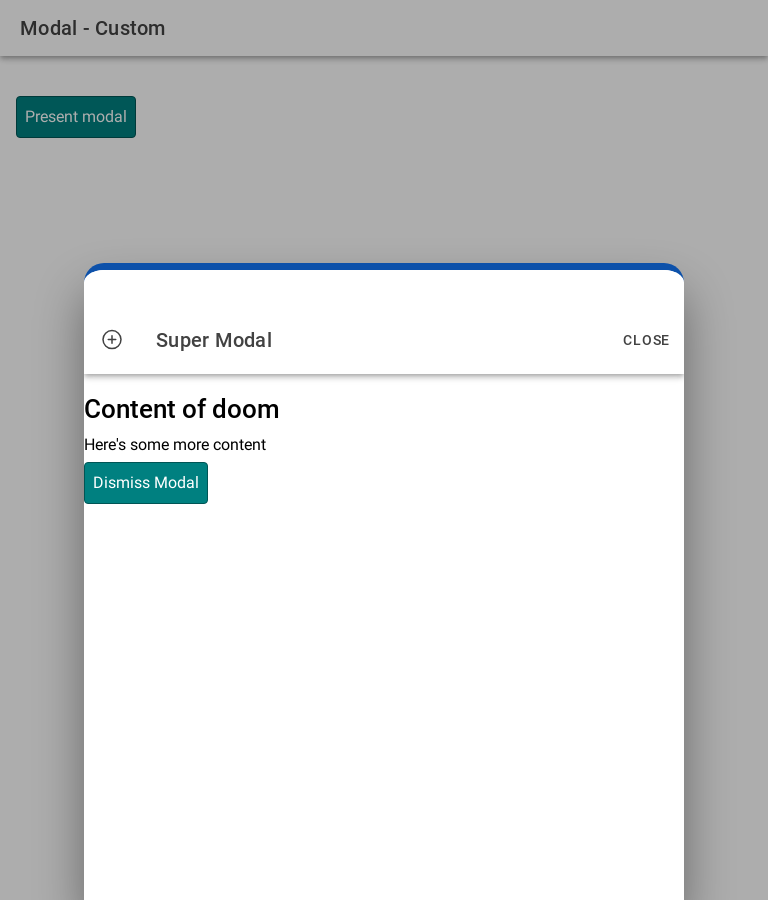 Modal - Custom
Present modal
Super Modal
CLOSE
Content of doom
Here's some more content
Dismiss Modal